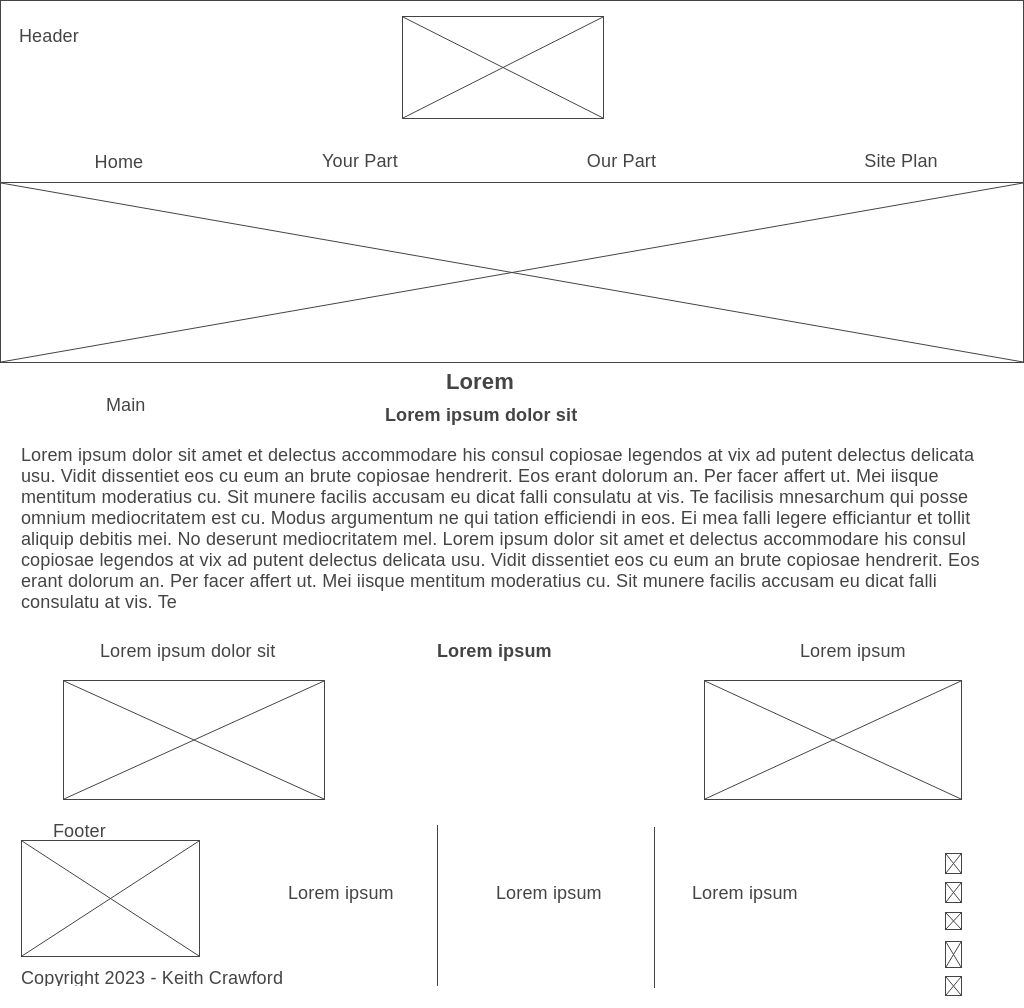 Header
Home
Your Part
Our Part
Site Plan
Lorem
Main
Lorem ipsum dolor sit
Lorem ipsum dolor sit amet et delectus accommodare his consul copiosae legendos at vix ad putent delectus delicata
usu. Vidit dissentiet eos cu eum an brute copiosae hendrerit. Eos erant dolorum an. Per facer affert ut. Mei iisque
mentitum moderatius cu. Sit munere facilis accusam eu dicat falli consulatu at vis. Te facilisis mnesarchum qui posse
omnium mediocritatem est cu. Modus argumentum ne qui tation efficiendi in eos. Ei mea falli legere efficiantur et tollit
aliquip debitis mei. No deserunt mediocritatem mel. Lorem ipsum dolor sit amet et delectus accommodare his consul
copiosae legendos at vix ad putent delectus delicata usu. Vidit dissentiet eos cu eum an brute copiosae hendrerit. Eos
erant dolorum an. Per facer affert ut. Mei iisque mentitum moderatius cu. Sit munere facilis accusam eu dicat falli
consulatu at vis. Te
Lorem ipsum dolor sit
Lorem ipsum
Lorem ipsum
Footer
Lorem ipsum
Lorem ipsum
Lorem ipsum
Copyright 2023 - Keith Crawford